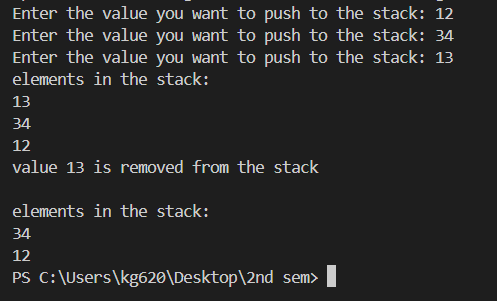 Enter the value you want to push to the stack: 12
Enter the value you want to push to the stack: 34
Enter the value you want to push to the stack: 13
elements in the stack:
13
34
12
value 13 is removed from the stack
elements in the stack:
34
12
PS C:\Users\kg620\Desktop\2nd sem>